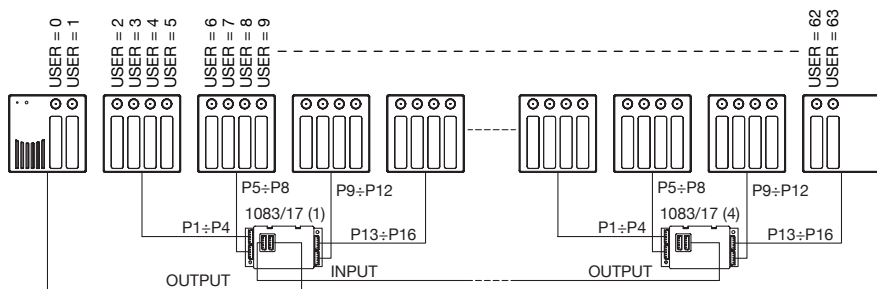 USER = 0
USER = 1
USER = 2
USER = 3
USER = 4
USER = 5
USER = 6
USER = 7
USER = 8
USER = 9
USER = 62
USER = 63
P5÷P8
P9÷P12
P5÷P8
P9÷P12
P1÷P4
1083/17 (1)
P13÷P16
P1÷P4
1083/17 (4)
P13÷P16
OUTPUT
INPUT
OUTPUT